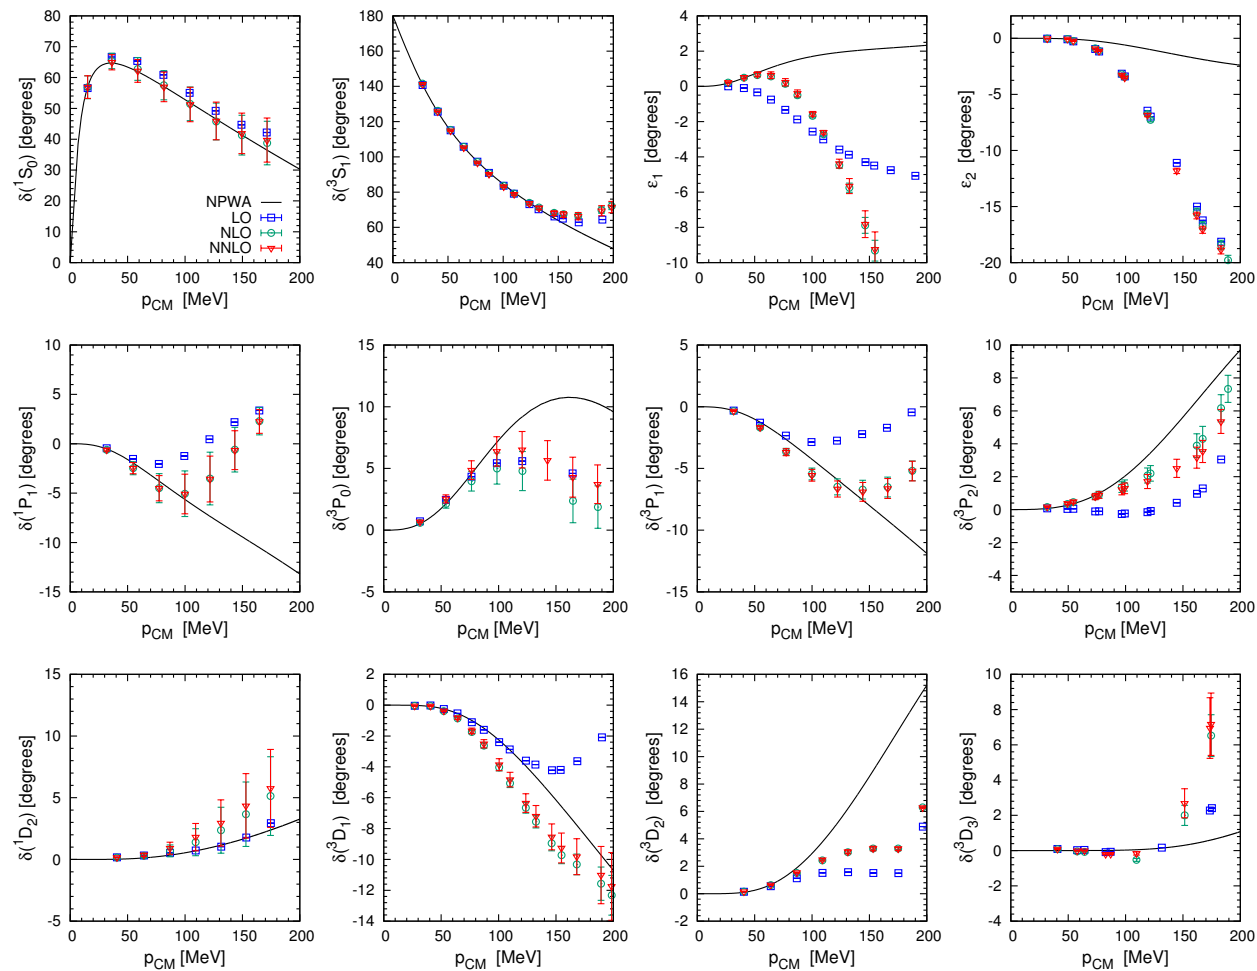 δ(¹S₀) [degrees]
80
70
60
50
40
30
20
10
0
NPWA
LO
NLO
NNLO
0 50 100 150 200
p_CM [MeV]
δ(³S₁) [degrees]
180
160
140
120
100
80
60
40
0 50 100 150 200
p_CM [MeV]
ε₁ [degrees]
4
2
0
-2
-4
-6
-8
-10
0 50 100 150 200
p_CM [MeV]
ε₂ [degrees]
0
-5
-10
-15
-20
0 50 100 150 200
p_CM [MeV]
δ(¹P₁) [degrees]
10
5
0
-5
-10
-15
0 50 100 150 200
p_CM [MeV]
δ(³P₀) [degrees]
15
10
5
0
-5
0 50 100 150 200
p_CM [MeV]
δ(³P₁) [degrees]
5
0
-5
-10
-15
0 50 100 150 200
p_CM [MeV]
δ(³P₂) [degrees]
10
8
6
4
2
0
-2
-4
0 50 100 150 200
p_CM [MeV]
δ(¹D₂) [degrees]
15
10
5
0
-5
0 50 100 150 200
p_CM [MeV]
δ(³D₁) [degrees]
2
0
-2
-4
-6
-8
-10
-12
-14
0 50 100 150 200
p_CM [MeV]
δ(³D₂) [degrees]
16
14
12
10
8
6
4
2
0
-2
0 50 100 150 200
p_CM [MeV]
δ(³D₃) [degrees]
10
8
6
4
2
0
-2
-4
0 50 100 150 200
p_CM [MeV]